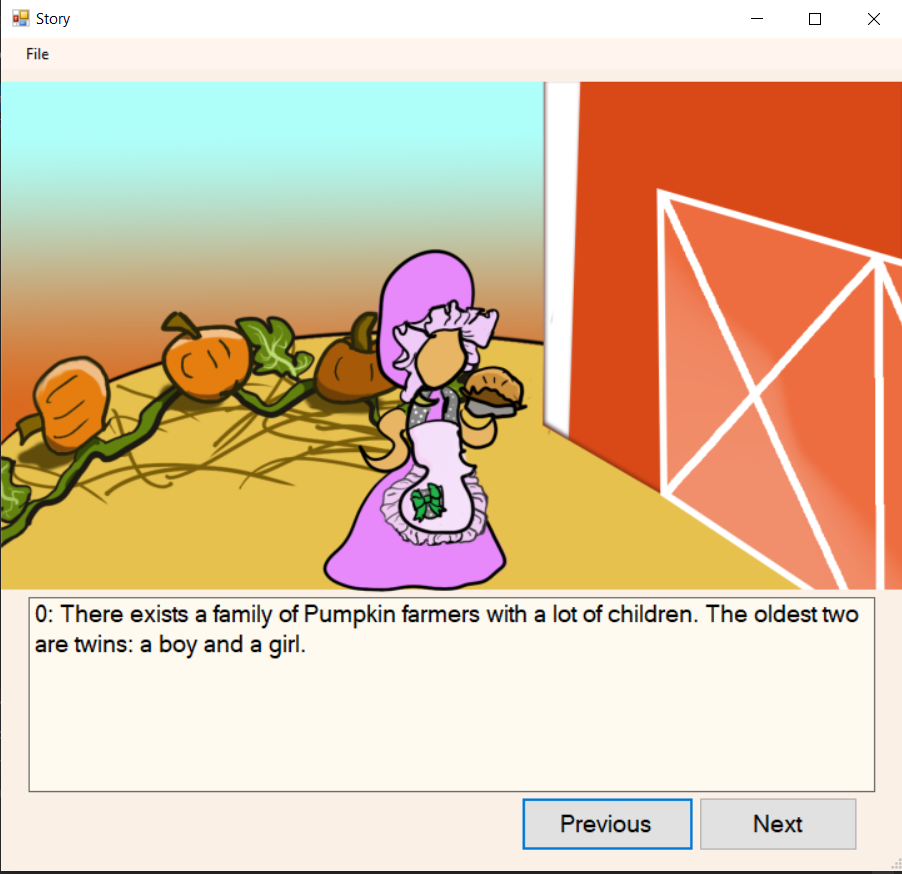 Story
File
0: There exists a family of Pumpkin farmers with a lot of children. The oldest two
are twins: a boy and a girl.
Previous
Next